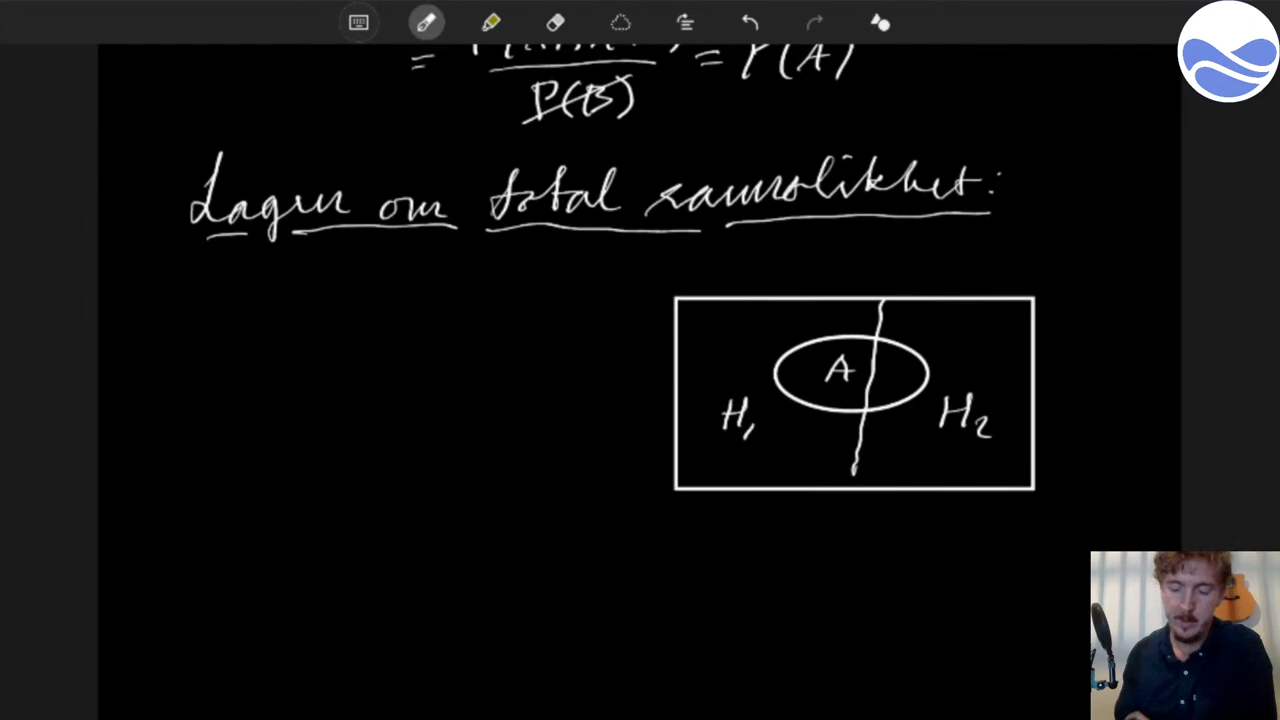 = P(B) = P(A)
Lagen om total sannolikhet:
A
H₁ H₂